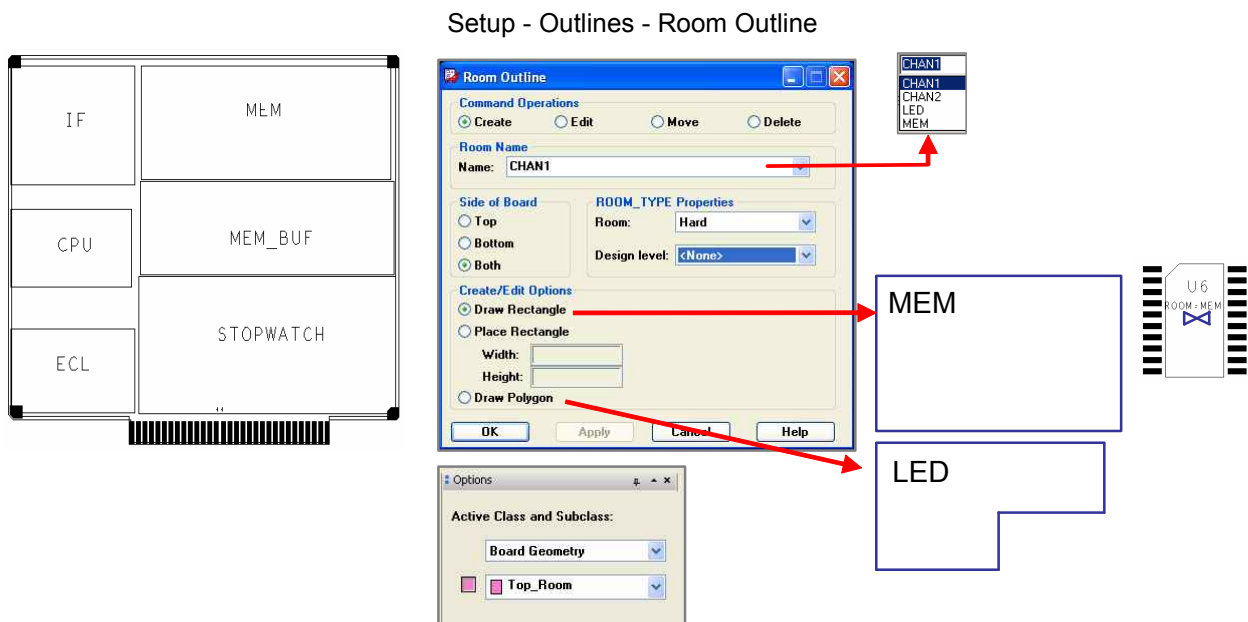 Setup - Outlines - Room Outline
IF
MEM
CPU
MEM_BUF
ECL
STOPWATCH
Room Outline
Command Operations
Create Edit Move Delete
Room Name
Name: CHAN1
Side of Board
Top
Bottom
Both
ROOM_TYPE Properties
Room: Hard
Design level: <None>
Create/Edit Options
Draw Rectangle
Place Rectangle
Width:
Height:
Draw Polygon
OK Apply Cancel Help
CHAN1
CHAN1
CHAN2
LED
MEM
MEM
U6
ROOM=MEM
LED
Options
Active Class and Subclass:
Board Geometry
Top_Room